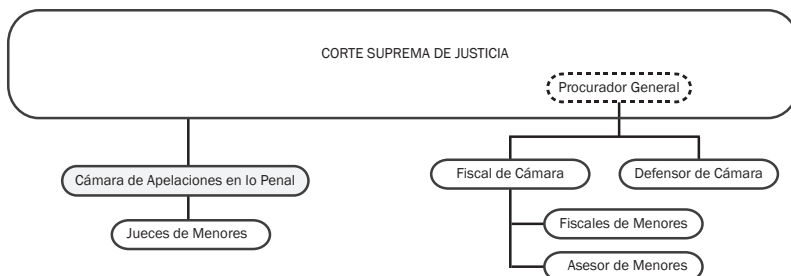 CORTE SUPREMA DE JUSTICIA
Procurador General
Cámara de Apelaciones en lo Penal
Fiscal de Cámara
Defensor de Cámara
Jueces de Menores
Fiscales de Menores
Asesor de Menores